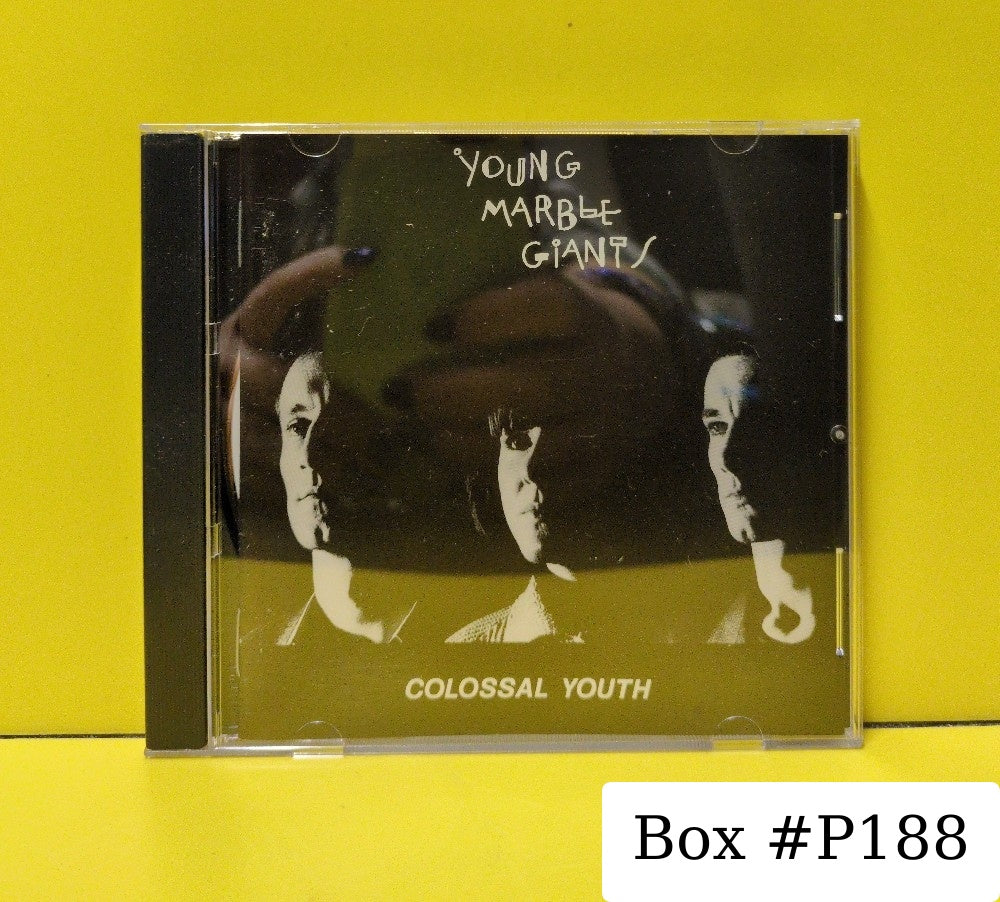 YOUNG
MARBLE
GIANTS
COLOSSAL YOUTH
Box #P188